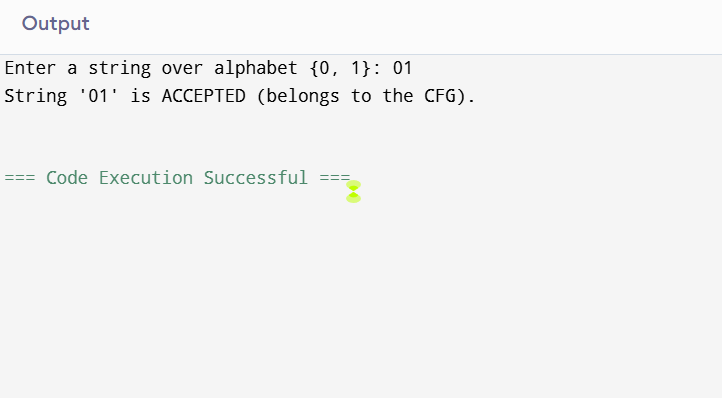 Output
Enter a string over alphabet {0, 1}: 01
String '01' is ACCEPTED (belongs to the CFG).
=== Code Execution Successful ===